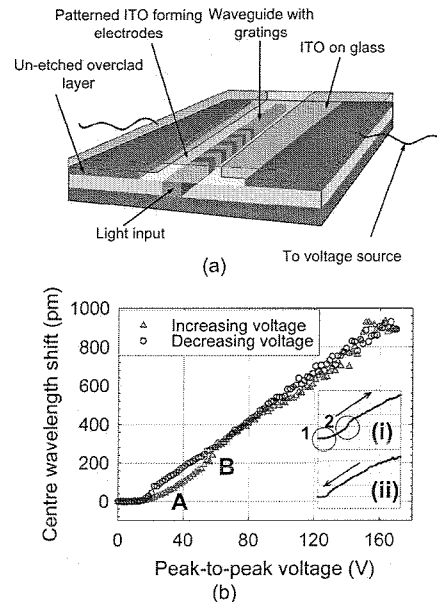 Patterned ITO forming
electrodes
Waveguide with
gratings
ITO on glass
Un-etched overclad
layer
Light input
To voltage source
(a)
Centre wavelength shift (pm)
1000
800
600
400
200
0
Increasing voltage
Decreasing voltage
A
B
1
2
(i)
(ii)
0
40
80
120
160
Peak-to-peak voltage (V)
(b)